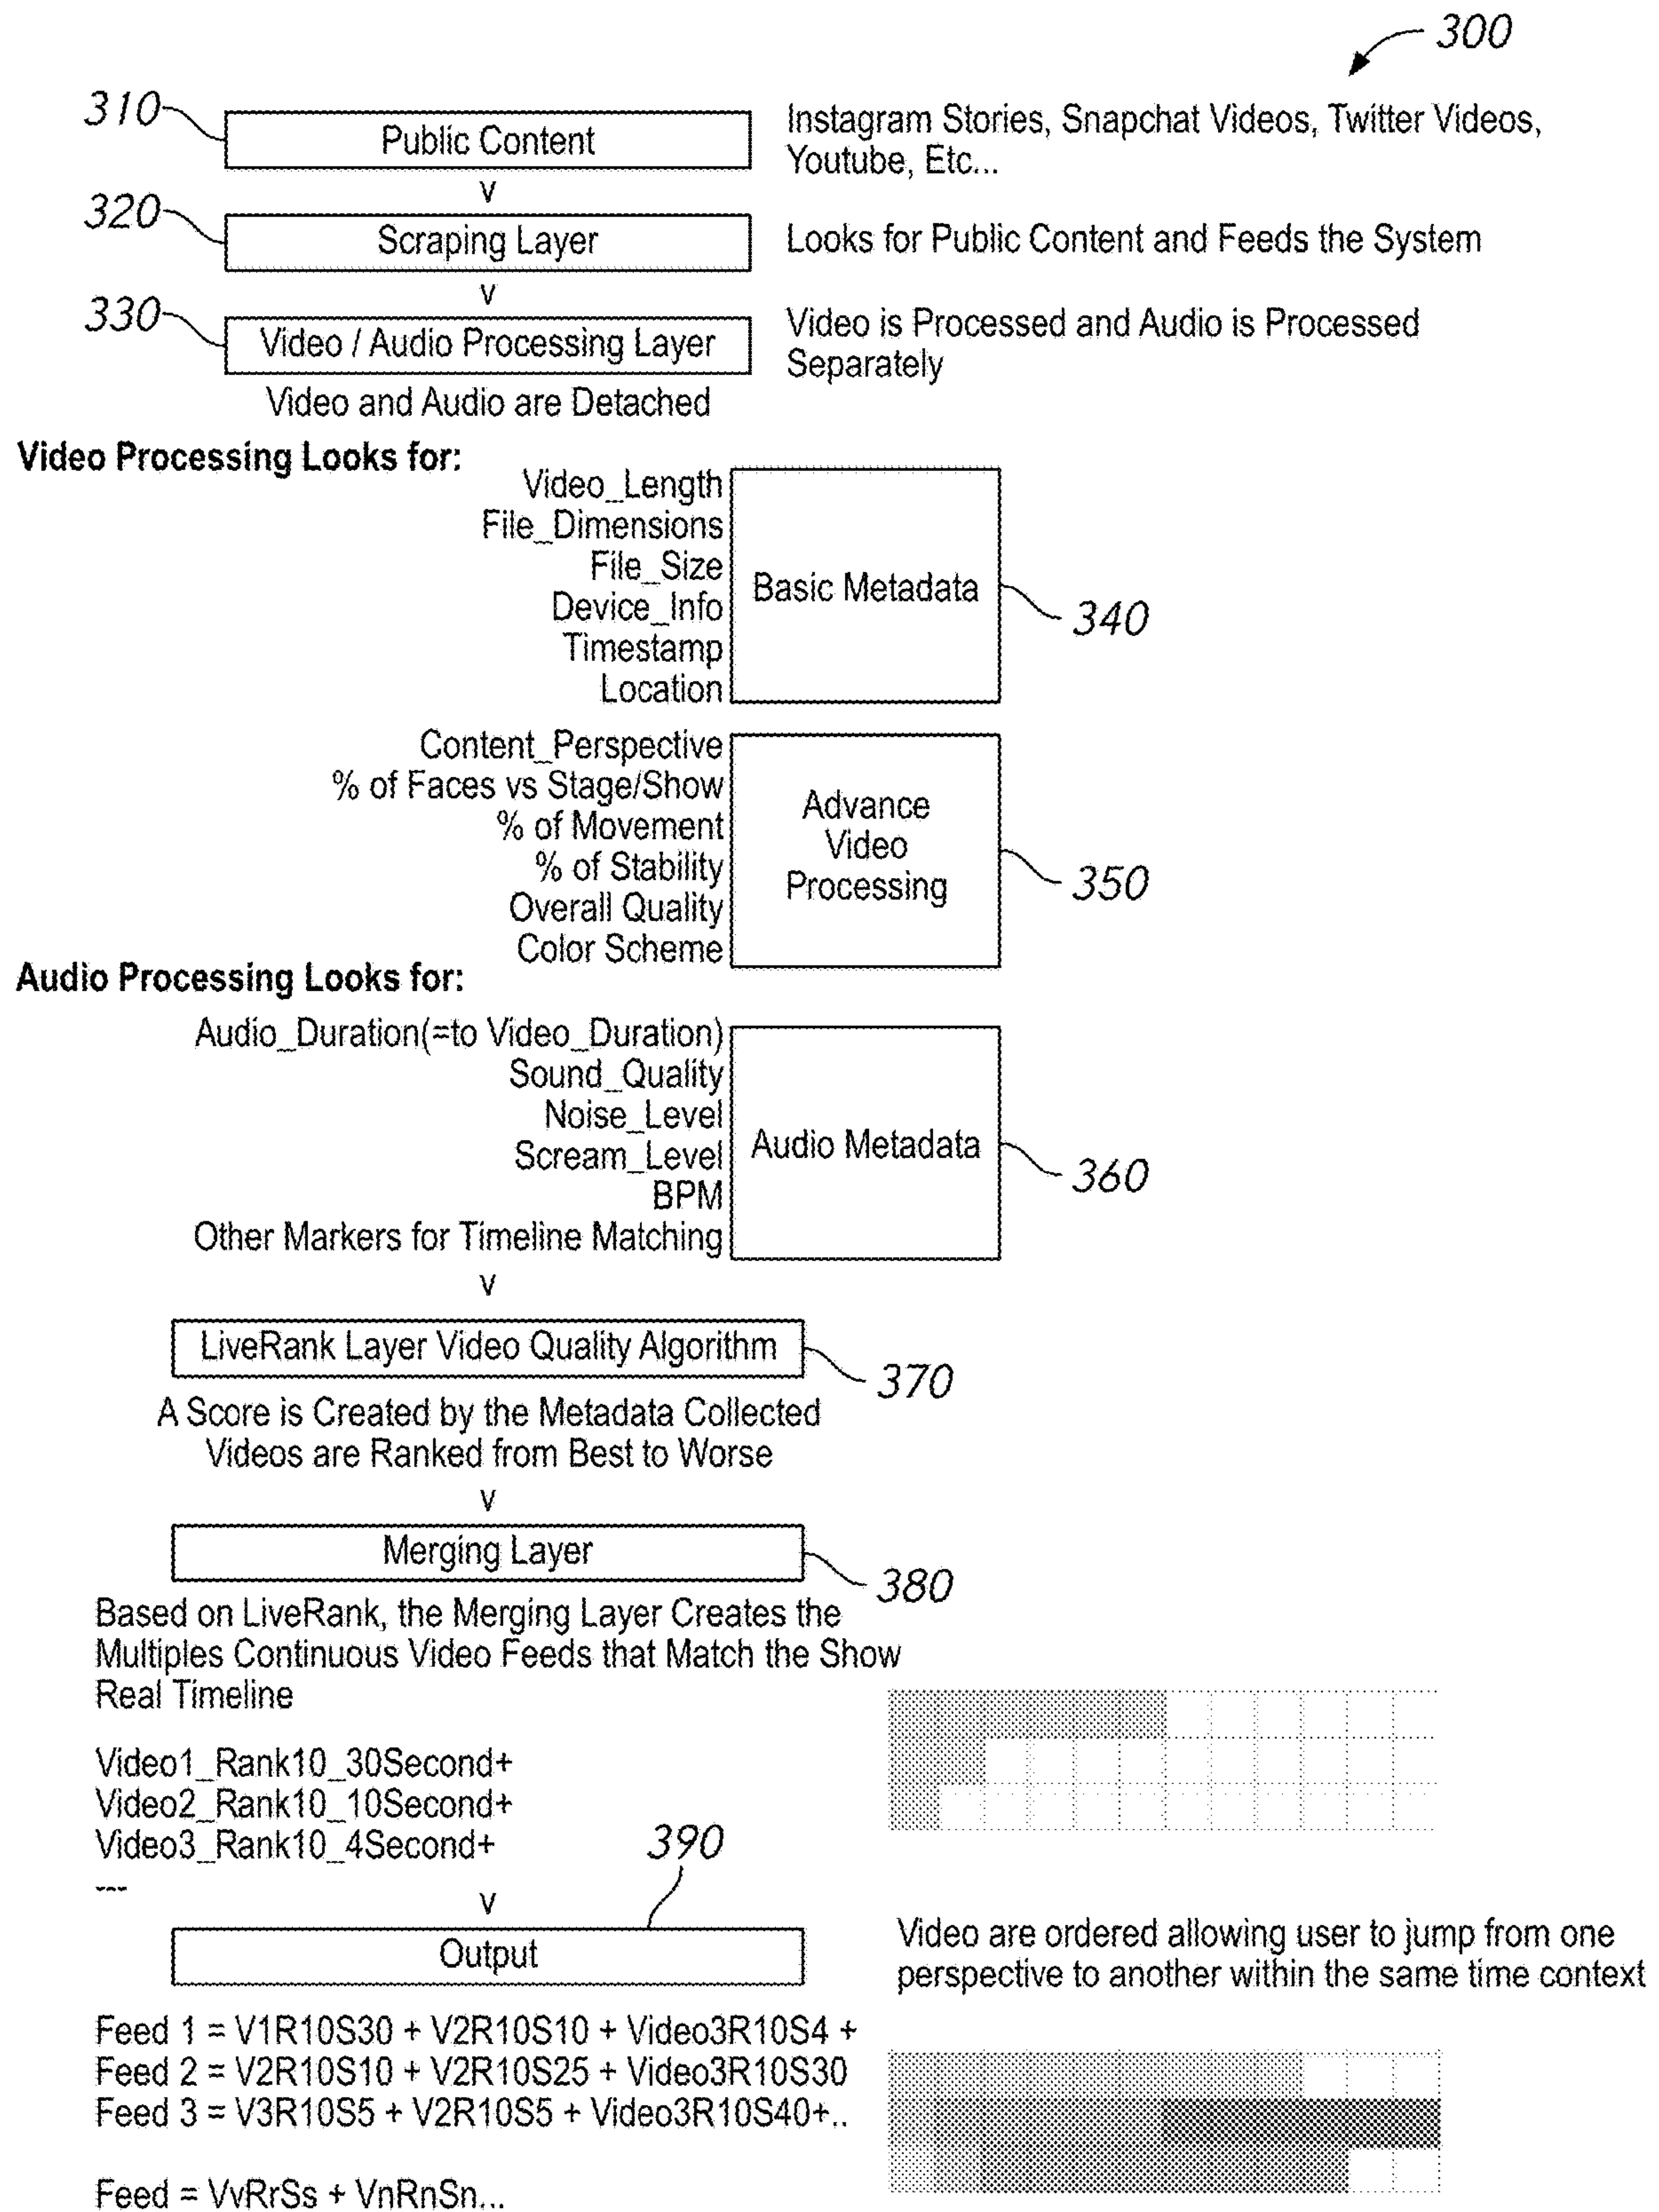 300
310
Public Content
Instagram Stories, Snapchat Videos, Twitter Videos,
Youtube, Etc...
v
320
Scraping Layer
Looks for Public Content and Feeds the System
v
330
Video / Audio Processing Layer
Video is Processed and Audio is Processed
Separately
Video and Audio are Detached
Video Processing Looks for:
Video_Length
File_Dimensions
File_Size
Device_Info
Timestamp
Location
Basic Metadata
340
Content_Perspective
% of Faces vs Stage/Show
% of Movement
% of Stability
Overall Quality
Color Scheme
Advance
Video
Processing
350
Audio Processing Looks for:
Audio_Duration(=to Video_Duration)
Sound_Quality
Noise_Level
Scream_Level
BPM
Other Markers for Timeline Matching
Audio Metadata
360
v
LiveRank Layer Video Quality Algorithm
370
A Score is Created by the Metadata Collected
Videos are Ranked from Best to Worse
v
Merging Layer
380
Based on LiveRank, the Merging Layer Creates the
Multiples Continuous Video Feeds that Match the Show
Real Timeline
Video1_Rank10_30Second+
Video2_Rank10_10Second+
Video3_Rank10_4Second+
---
390
v
Output
Video are ordered allowing user to jump from one
perspective to another within the same time context
Feed 1 = V1R10S30 + V2R10S10 + Video3R10S4 +
Feed 2 = V2R10S10 + V2R10S25 + Video3R10S30
Feed 3 = V3R10S5 + V2R10S5 + Video3R10S40+..
Feed = VvRrSs + VnRnSn...